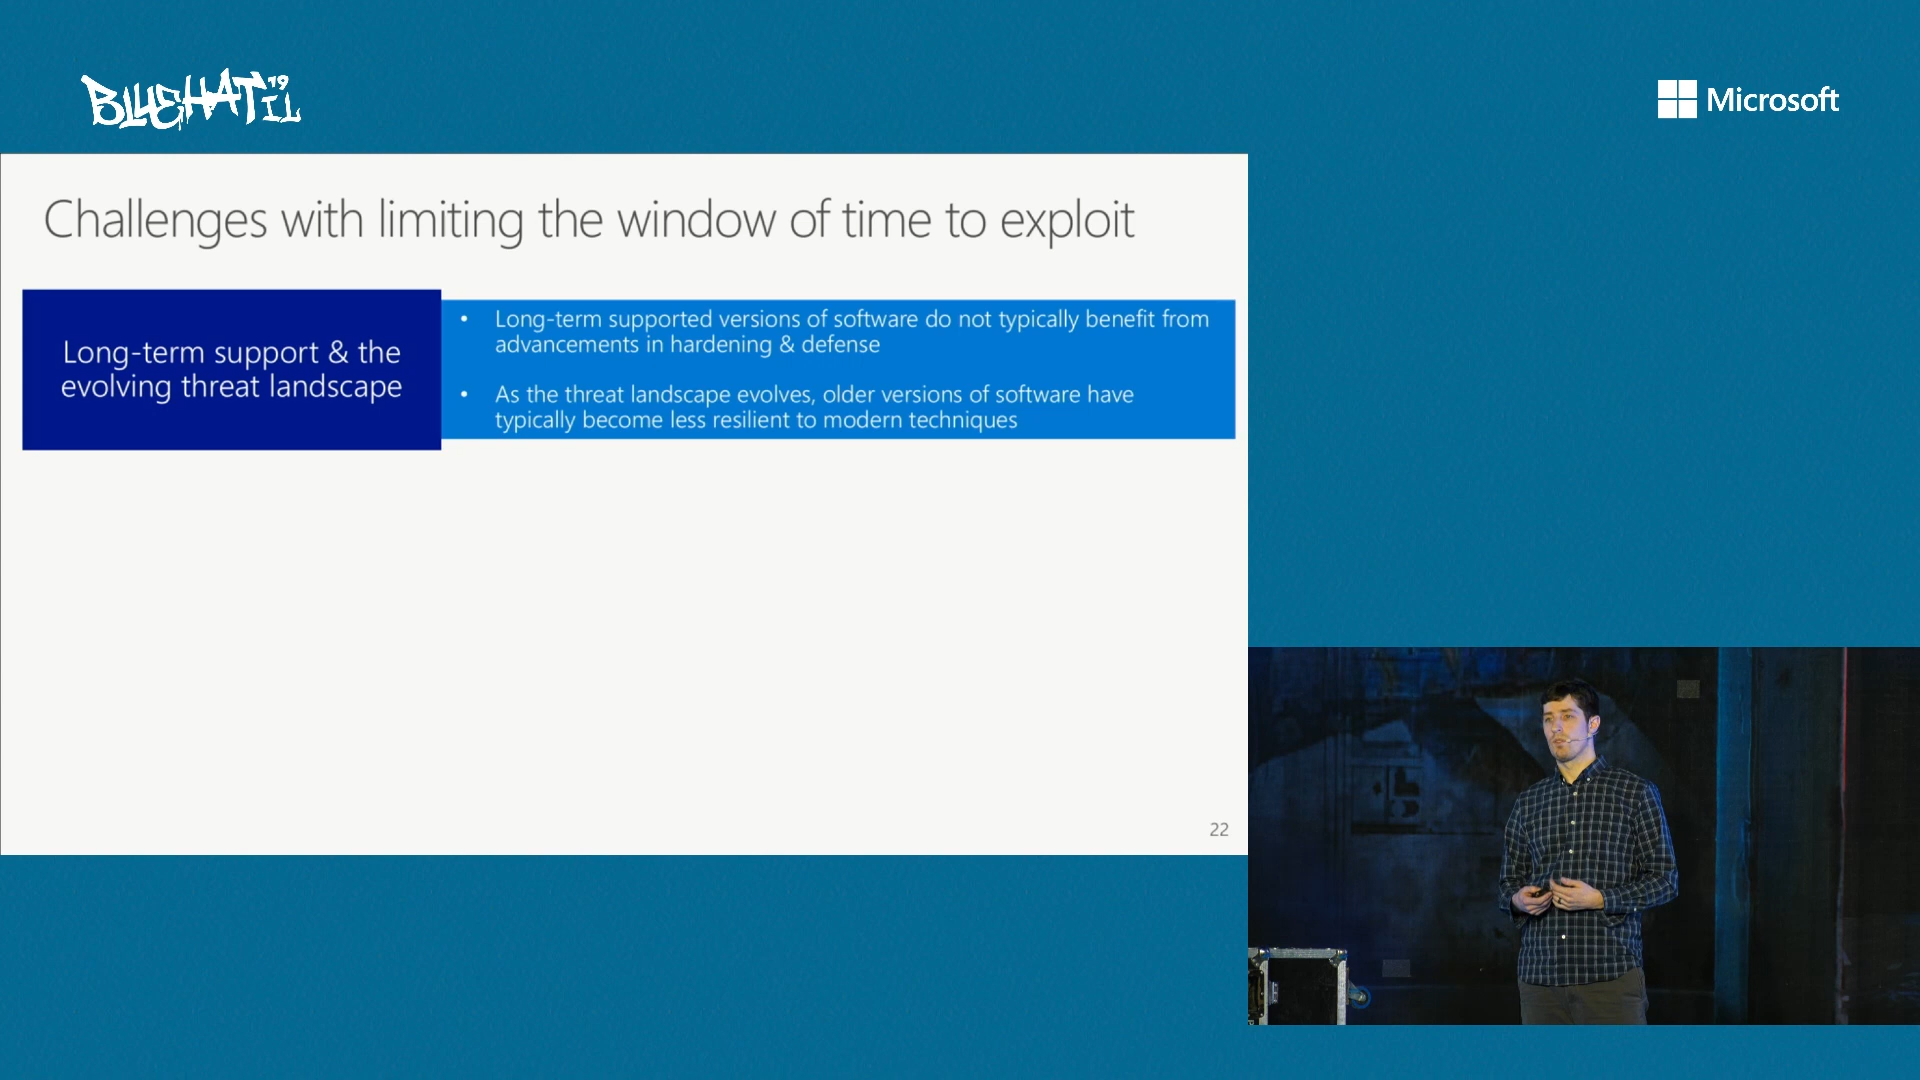 BLUEHAT 19 IL
Microsoft
Challenges with limiting the window of time to exploit
Long-term support & the
evolving threat landscape
• Long-term supported versions of software do not typically benefit from
advancements in hardening & defense
• As the threat landscape evolves, older versions of software have
typically become less resilient to modern techniques
22